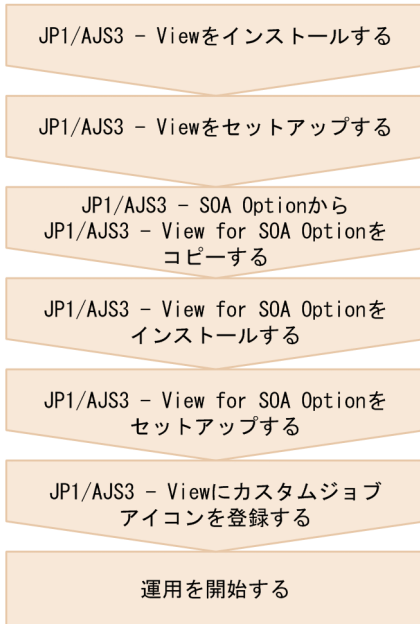 JP1/AJS3 － Viewをインストールする
JP1/AJS3 － Viewをセットアップする
JP1/AJS3 － SOA Optionから
JP1/AJS3 － View for SOA Optionを
コピーする
JP1/AJS3 － View for SOA Optionを
インストールする
JP1/AJS3 － View for SOA Optionを
セットアップする
JP1/AJS3 － Viewにカスタムジョブ
アイコンを登録する
運用を開始する